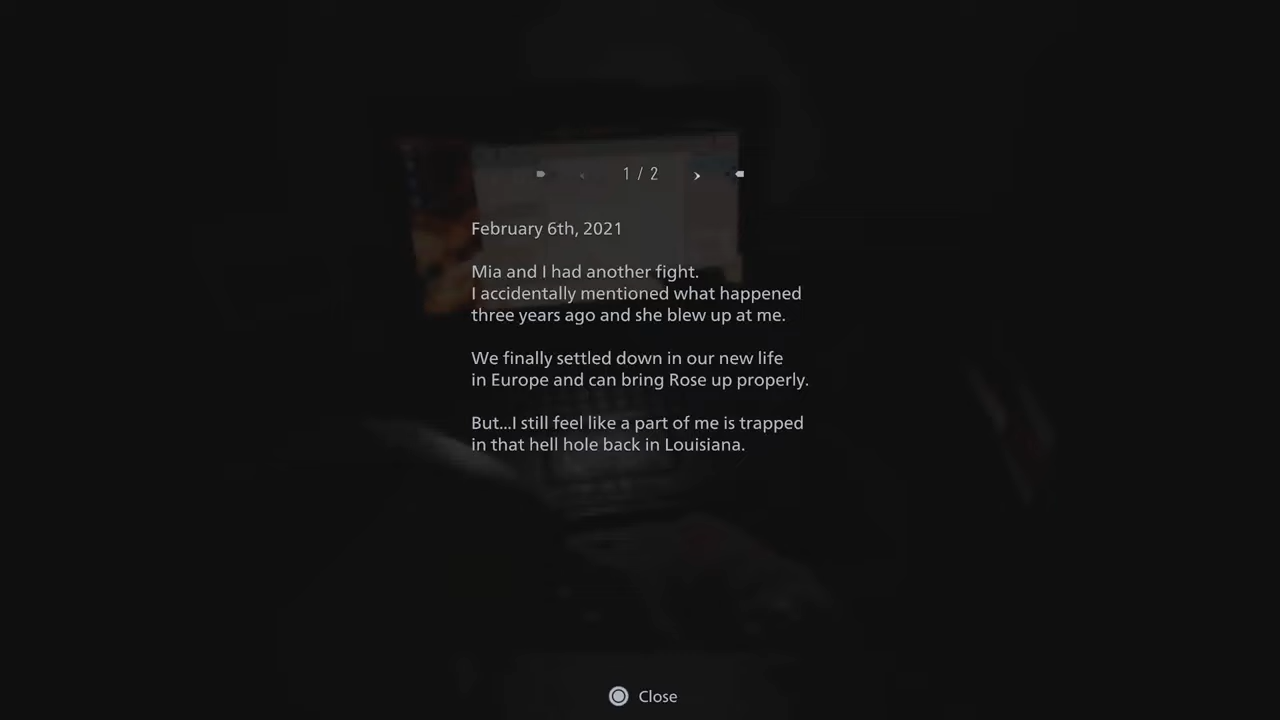 1 / 2
February 6th, 2021
Mia and I had another fight.
I accidentally mentioned what happened
three years ago and she blew up at me.
We finally settled down in our new life
in Europe and can bring Rose up properly.
But...I still feel like a part of me is trapped
in that hell hole back in Louisiana.
Close